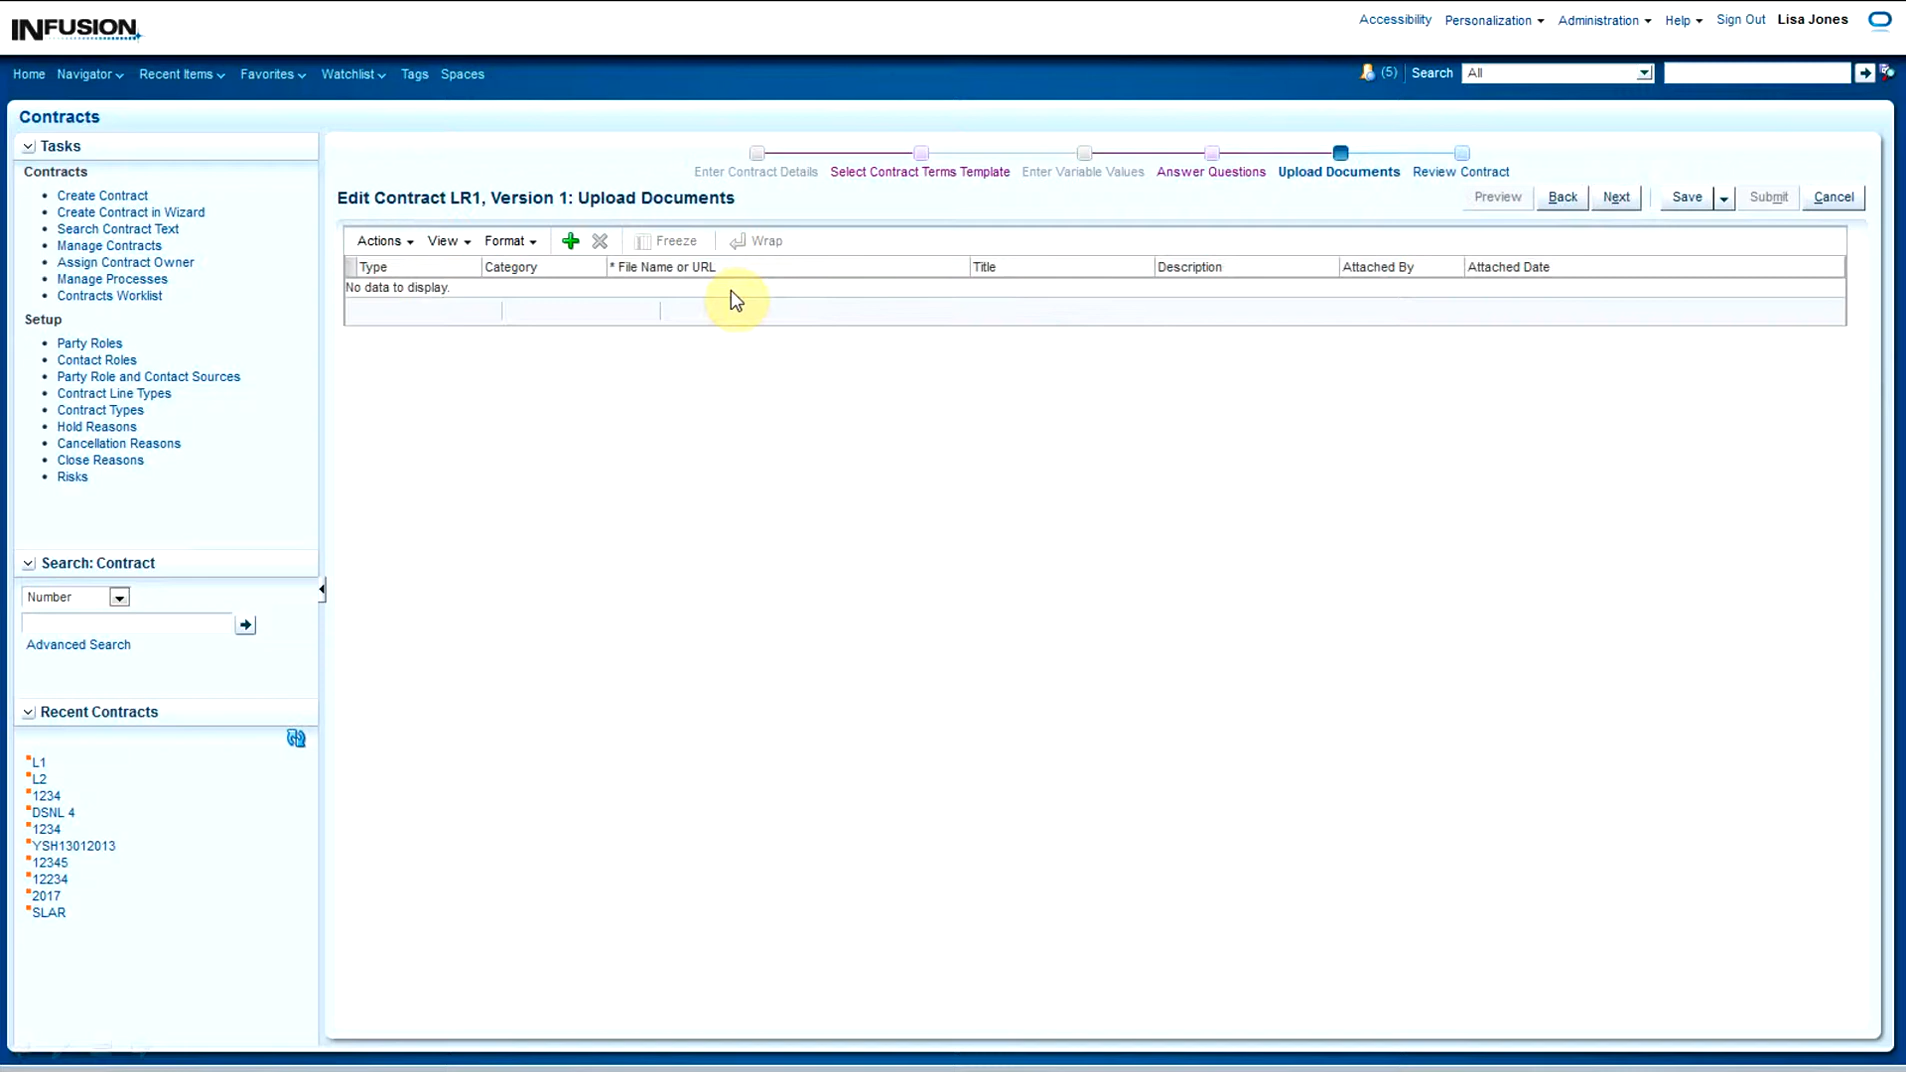 INFUSION
Accessibility Personalization Administration Help Sign Out Lisa Jones
Home Navigator Recent Items Favorites Watchlist Tags Spaces
(5) Search All
Contracts
Tasks
Contracts
Create Contract
Create Contract in Wizard
Search Contract Text
Manage Contracts
Assign Contract Owner
Manage Processes
Contracts Worklist
Setup
Party Roles
Contact Roles
Party Role and Contact Sources
Contract Line Types
Contract Types
Hold Reasons
Cancellation Reasons
Close Reasons
Risks
Search: Contract
Number
Advanced Search
Recent Contracts
L1
L2
1234
DSNL 4
1234
YSH13012013
12345
12234
2017
SLAR
Enter Contract Details Select Contract Terms Template Enter Variable Values Answer Questions Upload Documents Review Contract
Edit Contract LR1, Version 1: Upload Documents
Preview Back Next Save Submit Cancel
Actions View Format Freeze Wrap
Type Category * File Name or URL Title Description Attached By Attached Date
No data to display.